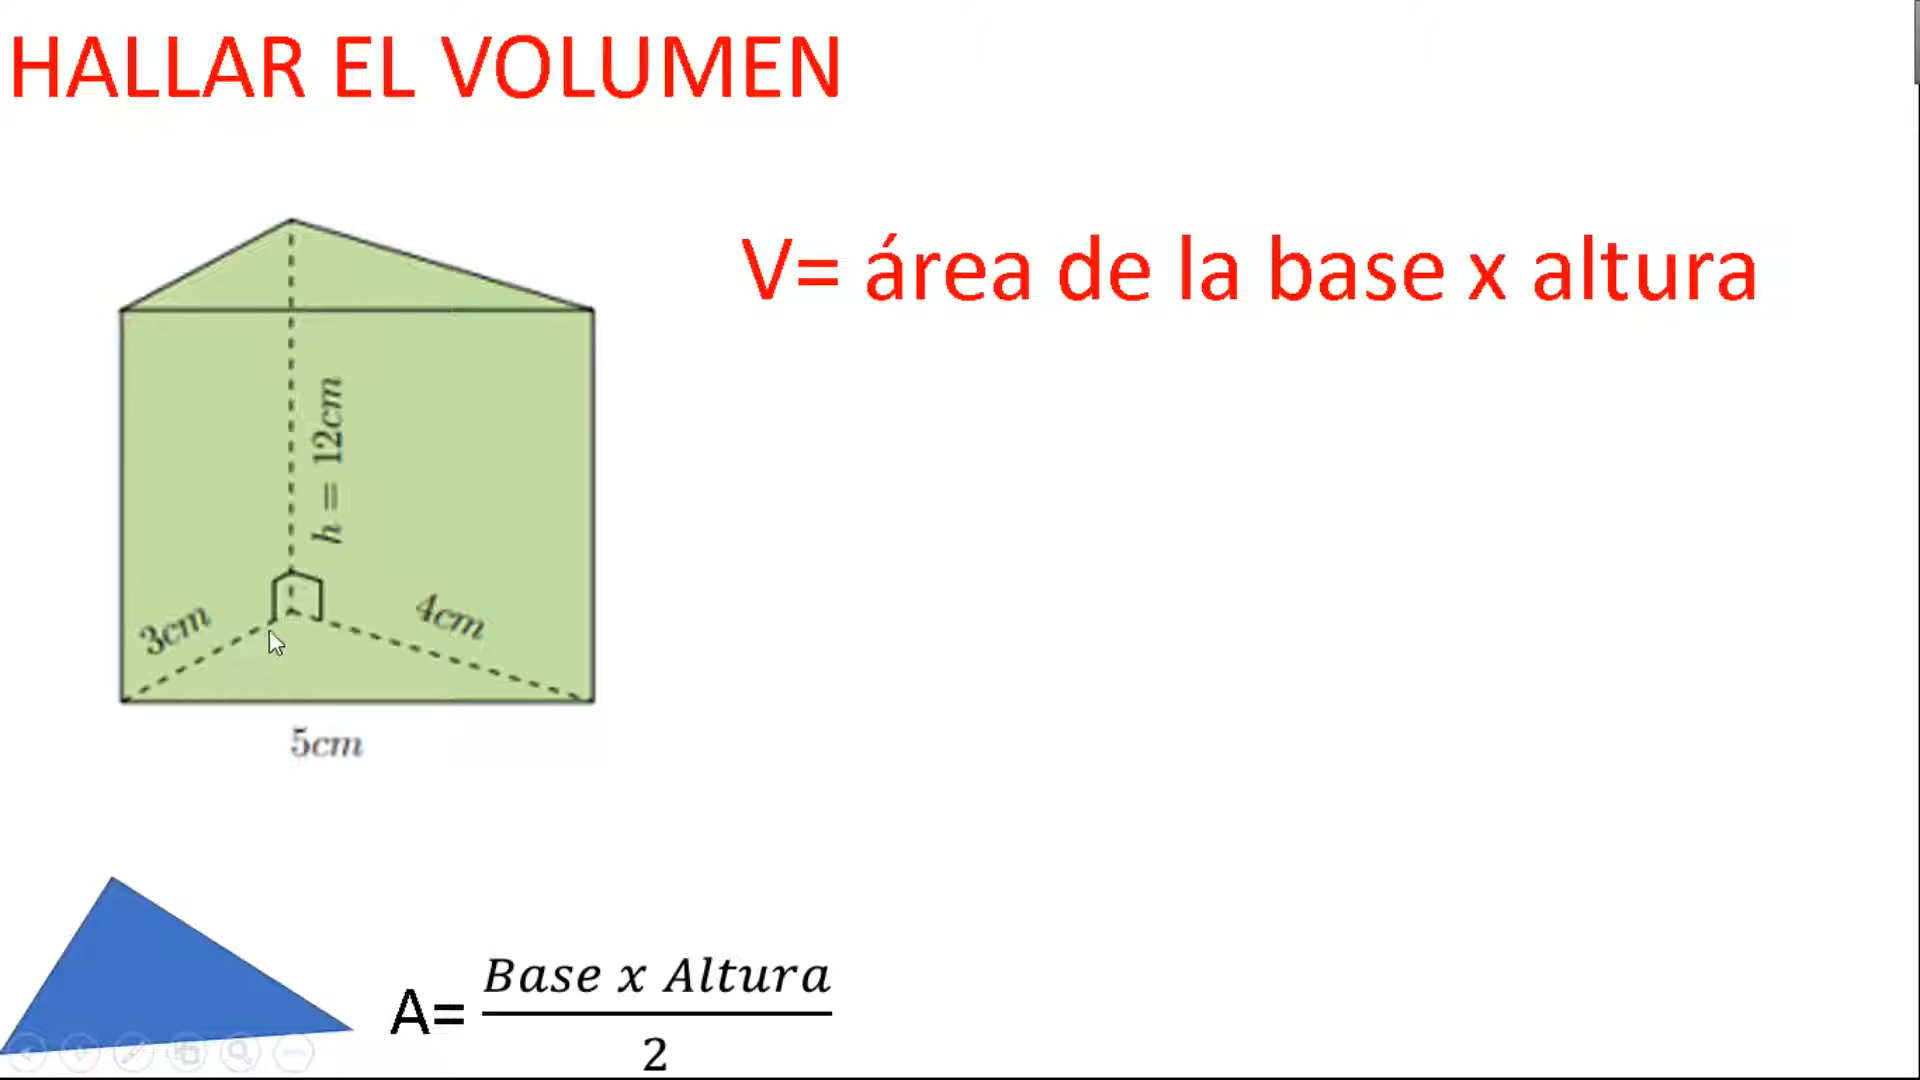 HALLAR EL VOLUMEN
V= área de la base x altura
h = 12cm
3cm
4cm
5cm
A= Base x Altura
2